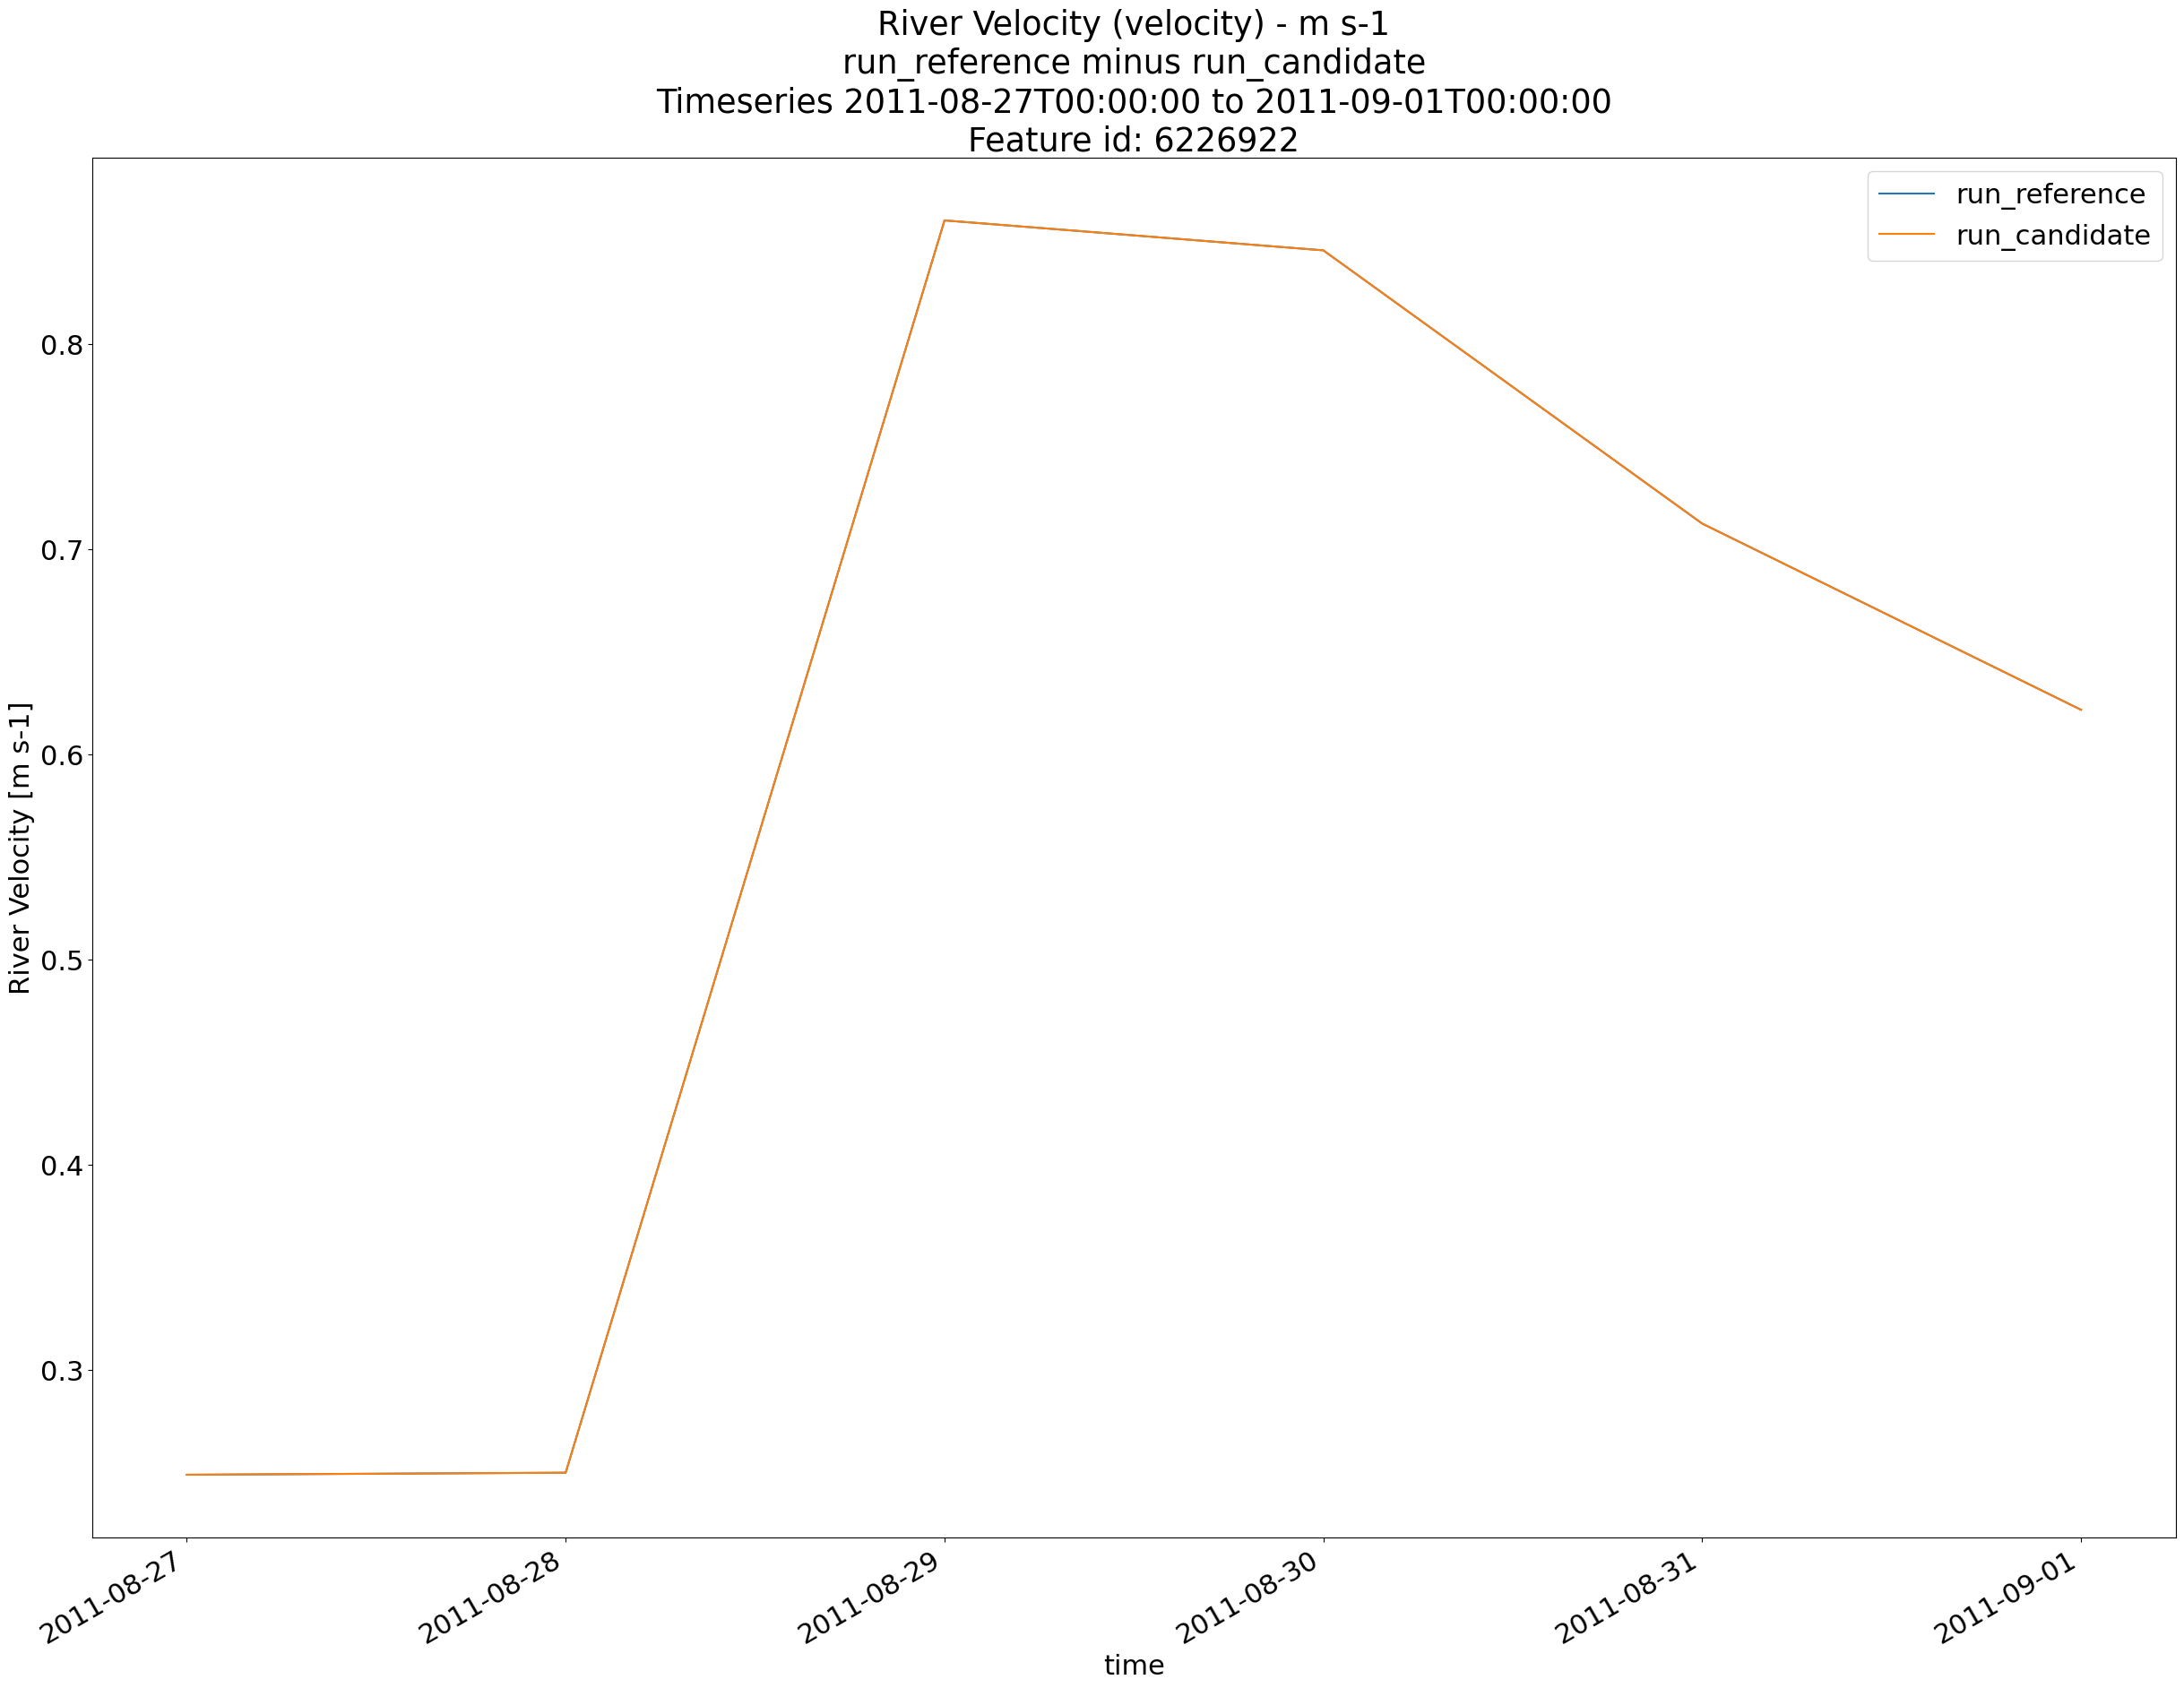 River Velocity (velocity) - m s-1
run_reference minus run_candidate
Timeseries 2011-08-27T00:00:00 to 2011-09-01T00:00:00
Feature id: 6226922
run_reference
run_candidate
River Velocity [m s-1]
0.8
0.7
0.6
0.5
0.4
0.3
2011-08-27
2011-08-28
2011-08-29
2011-08-30
2011-08-31
2011-09-01
time